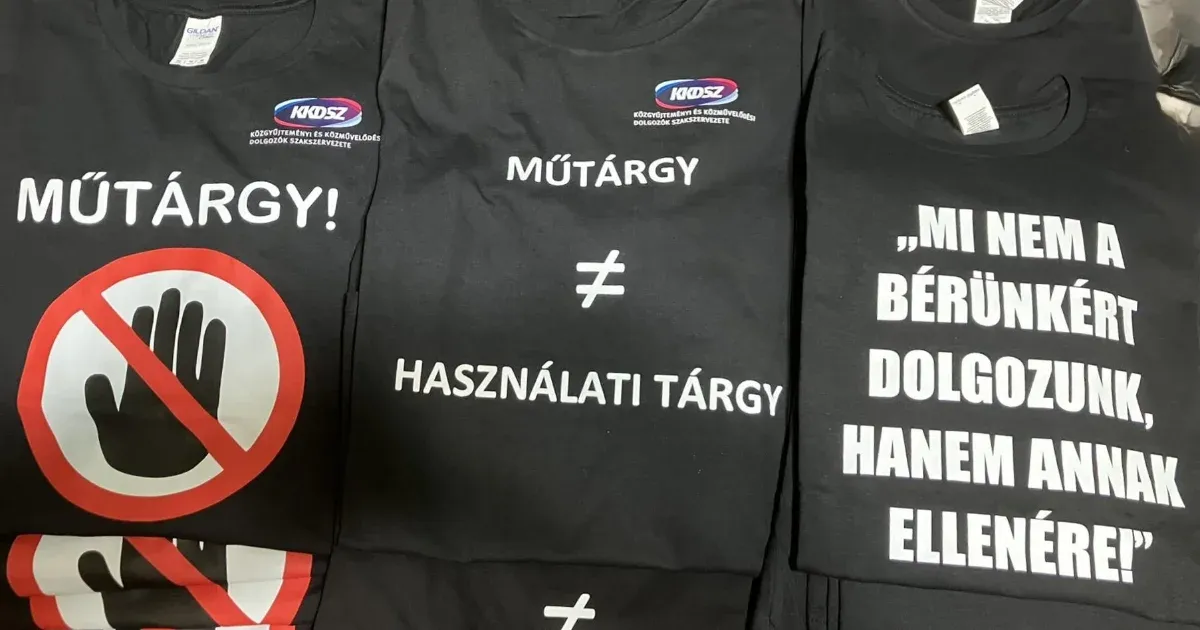 GILDAN
KKDSZ
KÖZGYŰJTEMÉNYI ÉS KÖZMŰVELŐDÉSI
DOLGOZÓK SZAKSZERVEZETE
MŰTÁRGY!
KKDSZ
KÖZGYŰJTEMÉNYI ÉS KÖZMŰVELŐDÉSI
DOLGOZÓK SZAKSZERVEZETE
MŰTÁRGY
≠
HASZNÁLATI TÁRGY
≠
„MI NEM A
BÉRÜNKÉRT
DOLGOZUNK,
HANEM ANNAK
ELLENÉRE!”